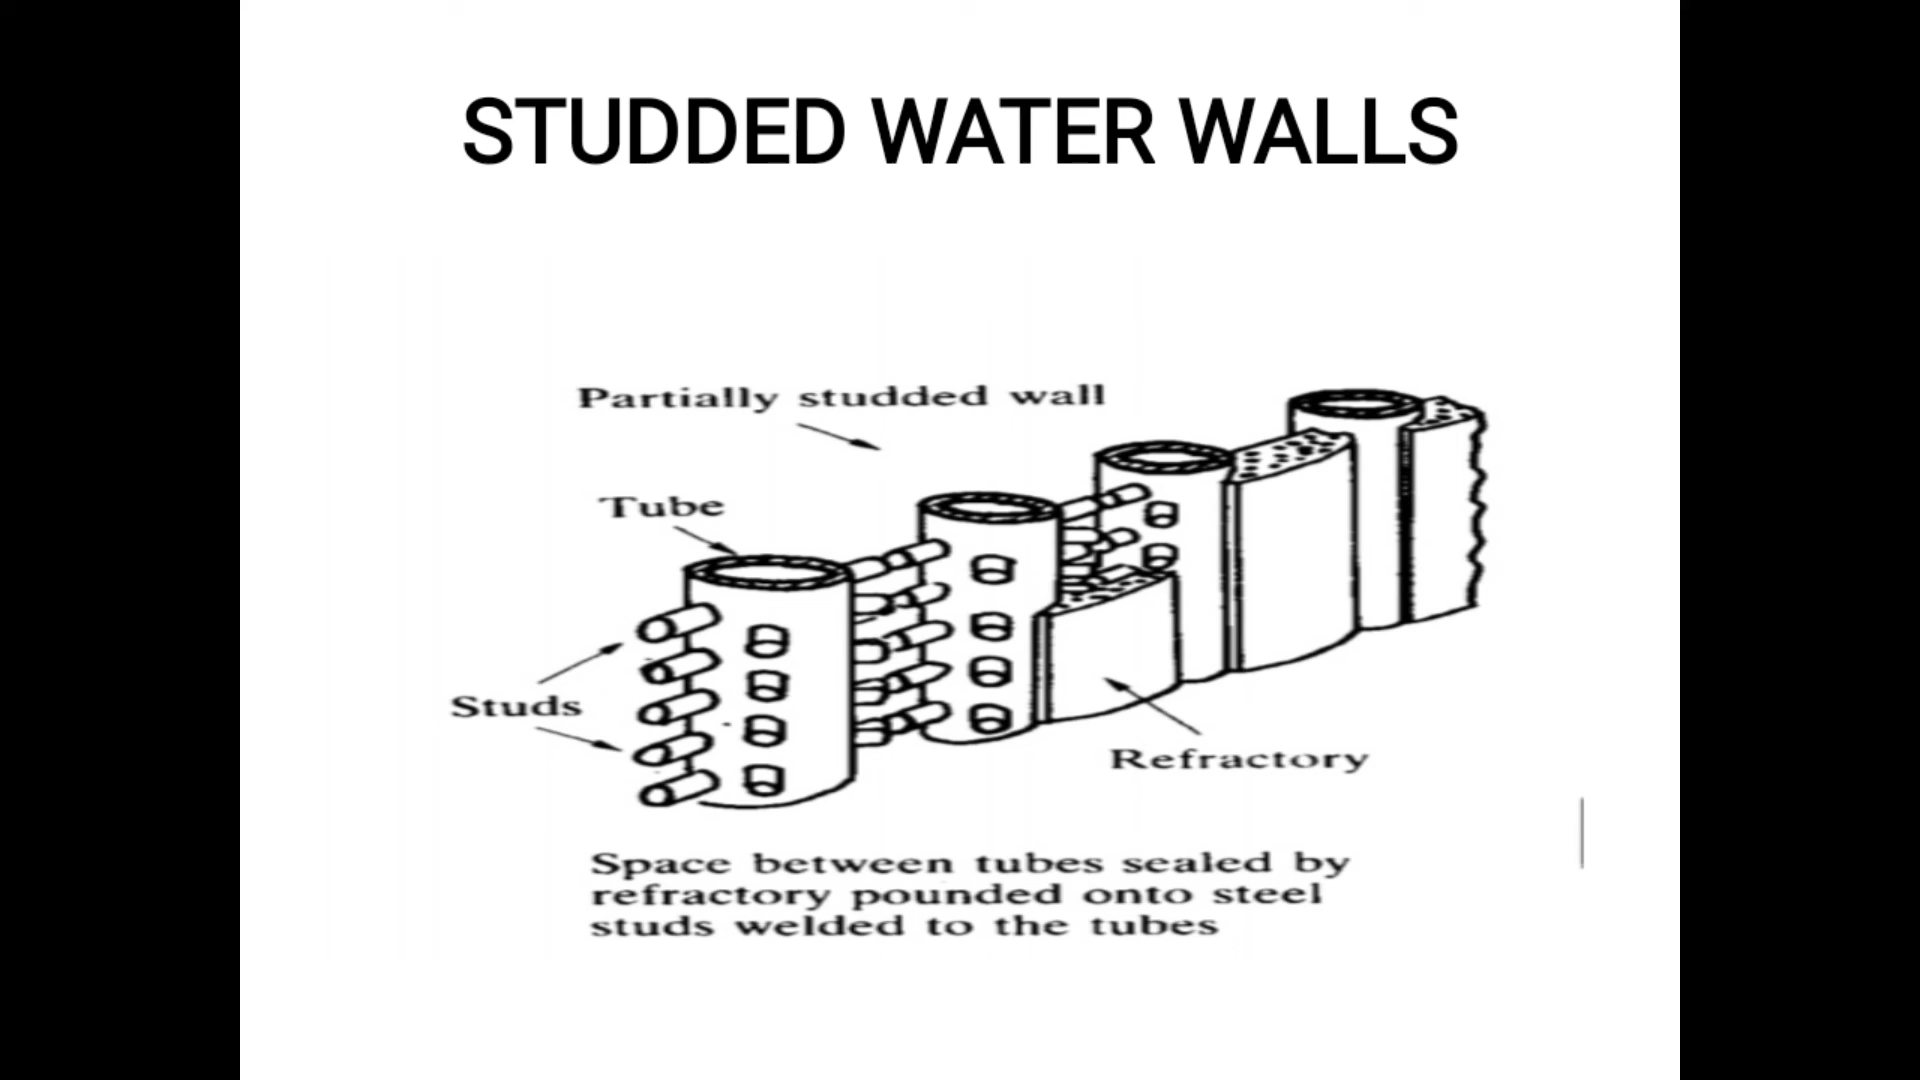 STUDDED WATER WALLS
Partially studded wall
Tube
Studs
Refractory
Space between tubes sealed by
refractory pounded onto steel
studs welded to the tubes